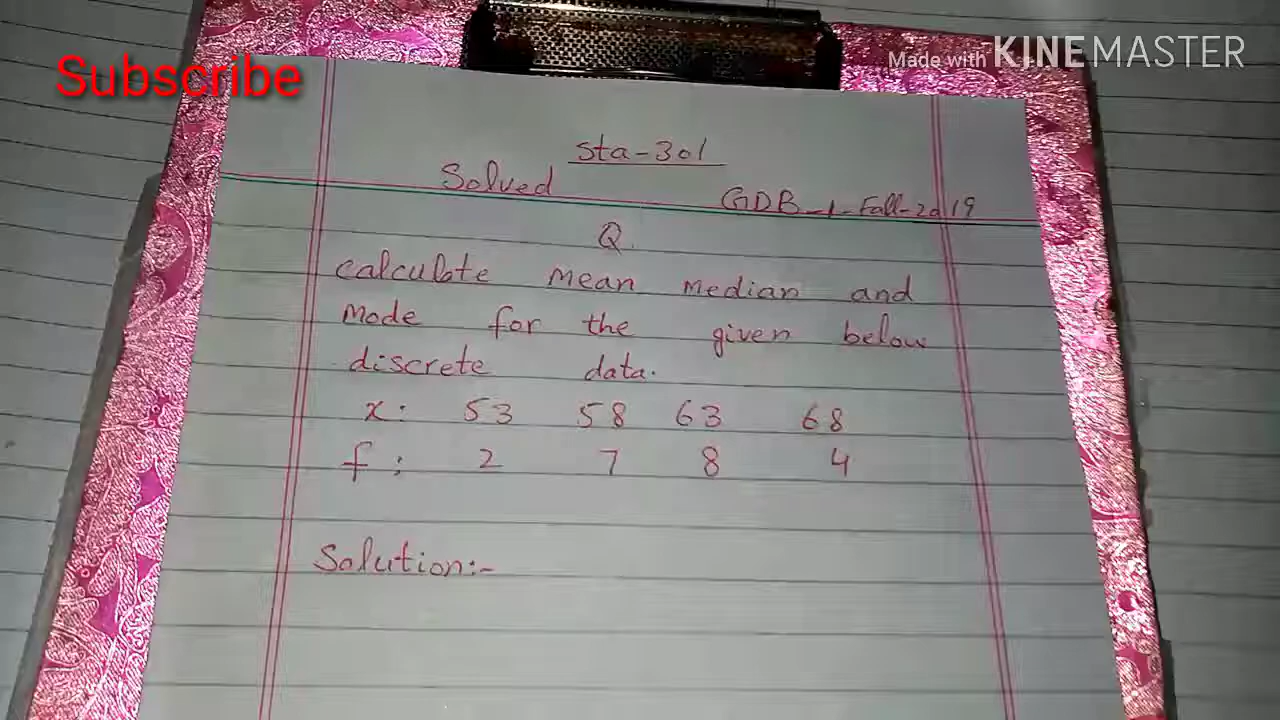 Subscribe
Made with KINEMASTER
Sta-301
Solved GDB-1-Fall-2019
Q.
calculate mean median and
mode for the given below
discrete data.
x: 53 58 63 68
f: 2 7 8 4
Solution:-